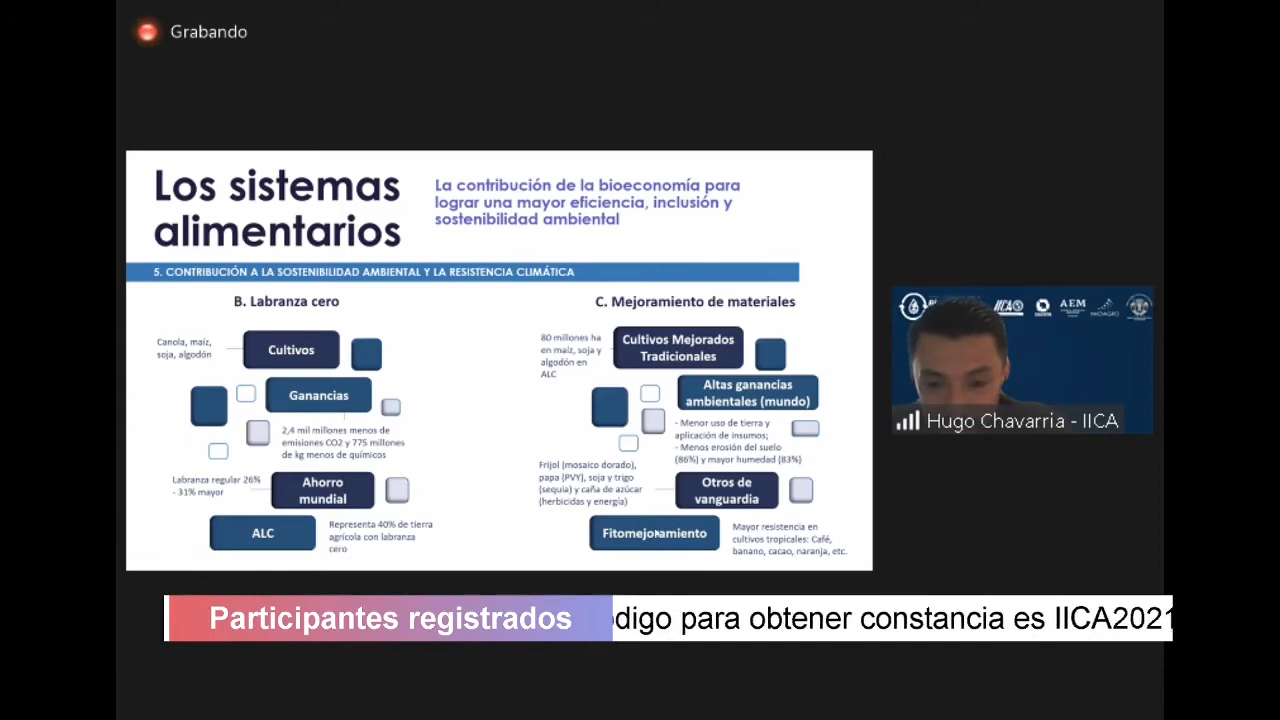 Grabando
Los sistemas
alimentarios
La contribución de la bioeconomía para
lograr una mayor eficiencia, inclusión y
sostenibilidad ambiental
5. CONTRIBUCIÓN A LA SOSTENIBILIDAD AMBIENTAL Y LA RESISTENCIA CLIMÁTICA
B. Labranza cero
Canola, maíz,
soja, algodón
Cultivos
Ganancias
2,4 mil millones menos de
emisiones CO2 y 775 millones
de kg menos de químicos
Labranza regular 26%
- 31% mayor
Ahorro
mundial
ALC
Representa 40% de tierra
agrícola con labranza
cero
C. Mejoramiento de materiales
80 millones ha
en maíz, soja y
algodón en
ALC
Cultivos Mejorados
Tradicionales
Altas ganancias
ambientales (mundo)
- Menor uso de tierra y
aplicación de insumos;
- Menos erosión del suelo
(86%) y mayor humedad (83%)
Frijol (mosaico dorado),
papa (PVY), soja y trigo
(sequia) y caña de azúcar
(herbicidas y energía)
Otros de
vanguardia
Fitomejoramiento
Mayor resistencia en
cultivos tropicales: Café,
banano, cacao, naranja, etc.
IICA
AEM
INNOAGRO
Hugo Chavarria - IICA
Participantes registrados
ódigo para obtener constancia es IICA2021